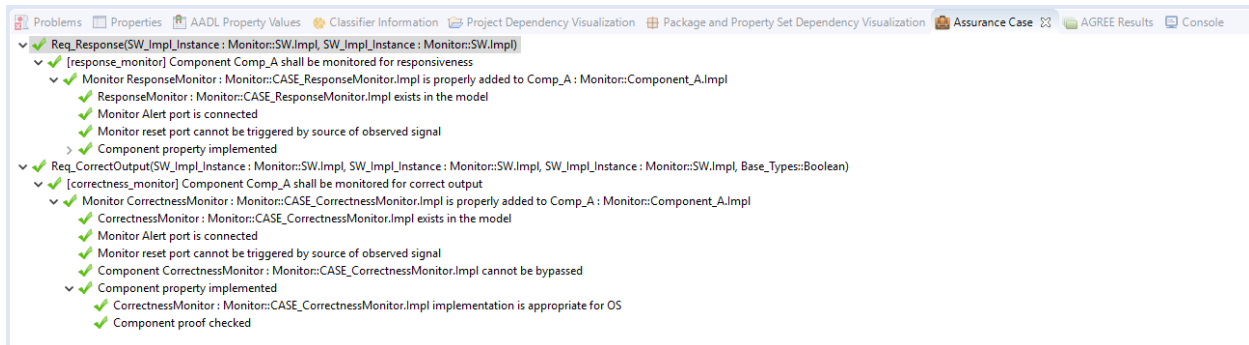 Problems Properties AADL Property Values Classifier Information Project Dependency Visualization Package and Property Set Dependency Visualization Assurance Case AGREE Results Console
Req_Response(SW_Impl_Instance : Monitor::SW.Impl, SW_Impl_Instance : Monitor::SW.Impl)
[response_monitor] Component Comp_A shall be monitored for responsiveness
Monitor ResponseMonitor : Monitor::CASE_ResponseMonitor.Impl is properly added to Comp_A : Monitor::Component_A.Impl
ResponseMonitor : Monitor::CASE_ResponseMonitor.Impl exists in the model
Monitor Alert port is connected
Monitor reset port cannot be triggered by source of observed signal
Component property implemented
Req_CorrectOutput(SW_Impl_Instance : Monitor::SW.Impl, SW_Impl_Instance : Monitor::SW.Impl, SW_Impl_Instance : Monitor::SW.Impl, Base_Types::Boolean)
[correctness_monitor] Component Comp_A shall be monitored for correct output
Monitor CorrectnessMonitor : Monitor::CASE_CorrectnessMonitor.Impl is properly added to Comp_A : Monitor::Component_A.Impl
CorrectnessMonitor : Monitor::CASE_CorrectnessMonitor.Impl exists in the model
Monitor Alert port is connected
Monitor reset port cannot be triggered by source of observed signal
Component CorrectnessMonitor : Monitor::CASE_CorrectnessMonitor.Impl cannot be bypassed
Component property implemented
CorrectnessMonitor : Monitor::CASE_CorrectnessMonitor.Impl implementation is appropriate for OS
Component proof checked